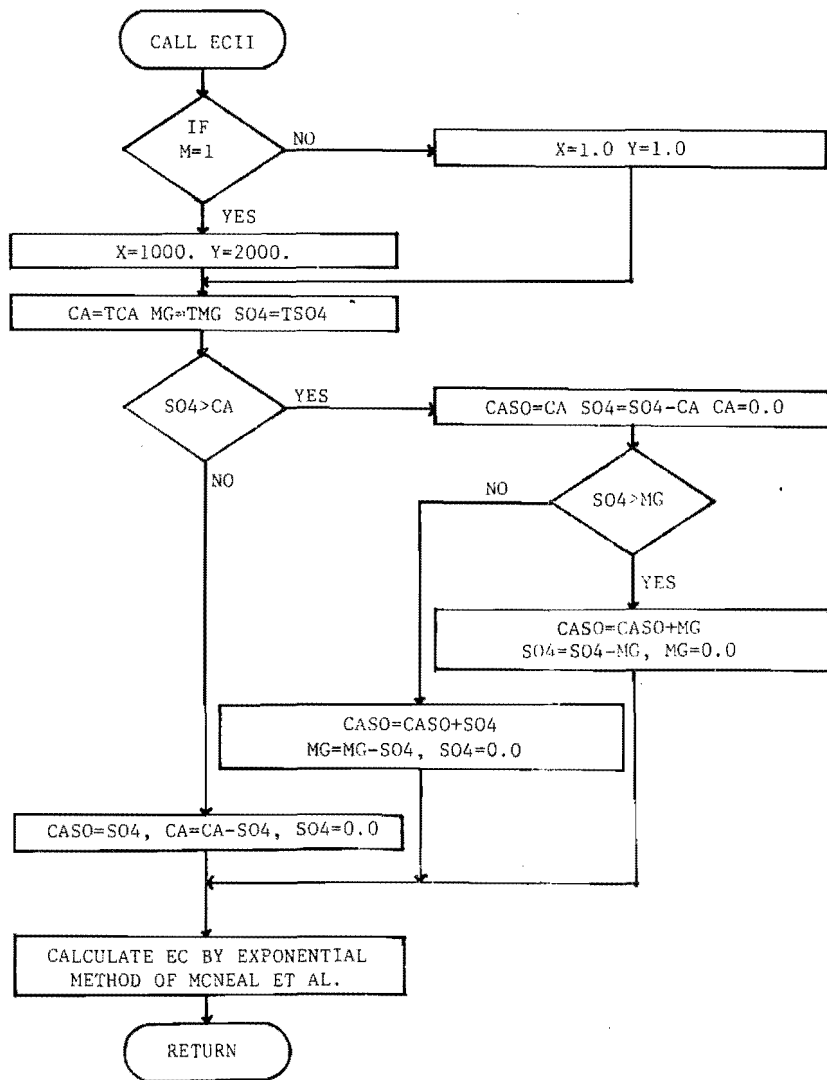 CALL ECII
IF
M=1
NO
X=1.0 Y=1.0
YES
X=1000. Y=2000.
CA=TCA MG=TMG SO4=TSO4
SO4>CA
YES
CASO=CA SO4=SO4-CA CA=0.0
NO
NO
SO4>MG
YES
CASO=CASO+MG
SO4=SO4-MG, MG=0.0
CASO=CASO+SO4
MG=MG-SO4, SO4=0.0
CASO=SO4, CA=CA-SO4, SO4=0.0
CALCULATE EC BY EXPONENTIAL
METHOD OF MCNEAL ET AL.
RETURN